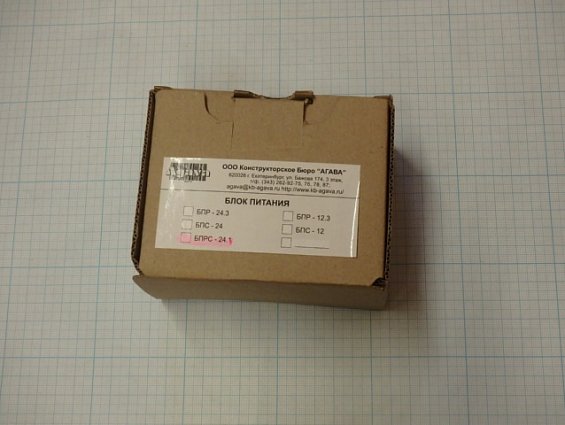 АГАВА
ООО Конструкторское Бюро "АГАВА"
620026 г. Екатеринбург, ул. Бажова 174, 3 этаж,
т/ф. (343) 262-92-75, 76, 78, 87;
agava@kb-agava.ru http://www.kb-agava.ru/
БЛОК ПИТАНИЯ
БПР - 24.3
БПР - 12.3
БПС - 24
БПС - 12
БПРС - 24.1